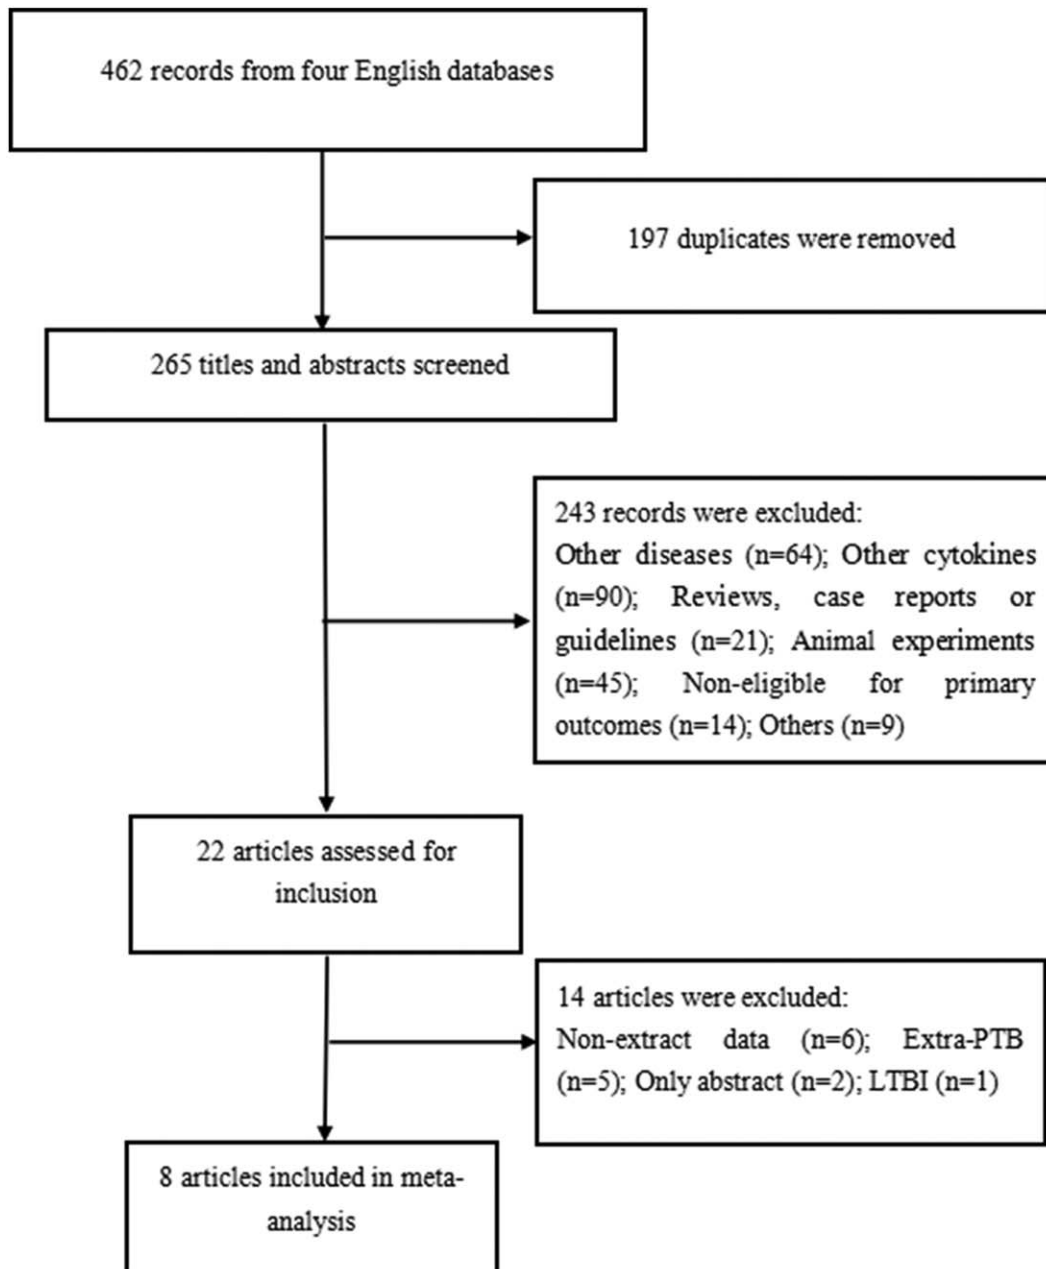 462 records from four English databases
197 duplicates were removed
265 titles and abstracts screened
243 records were excluded:
Other diseases (n=64); Other cytokines
(n=90); Reviews, case reports or
guidelines (n=21); Animal experiments
(n=45); Non-eligible for primary
outcomes (n=14); Others (n=9)
22 articles assessed for
inclusion
14 articles were excluded:
Non-extract data (n=6); Extra-PTB
(n=5); Only abstract (n=2); LTBI (n=1)
8 articles included in meta-
analysis